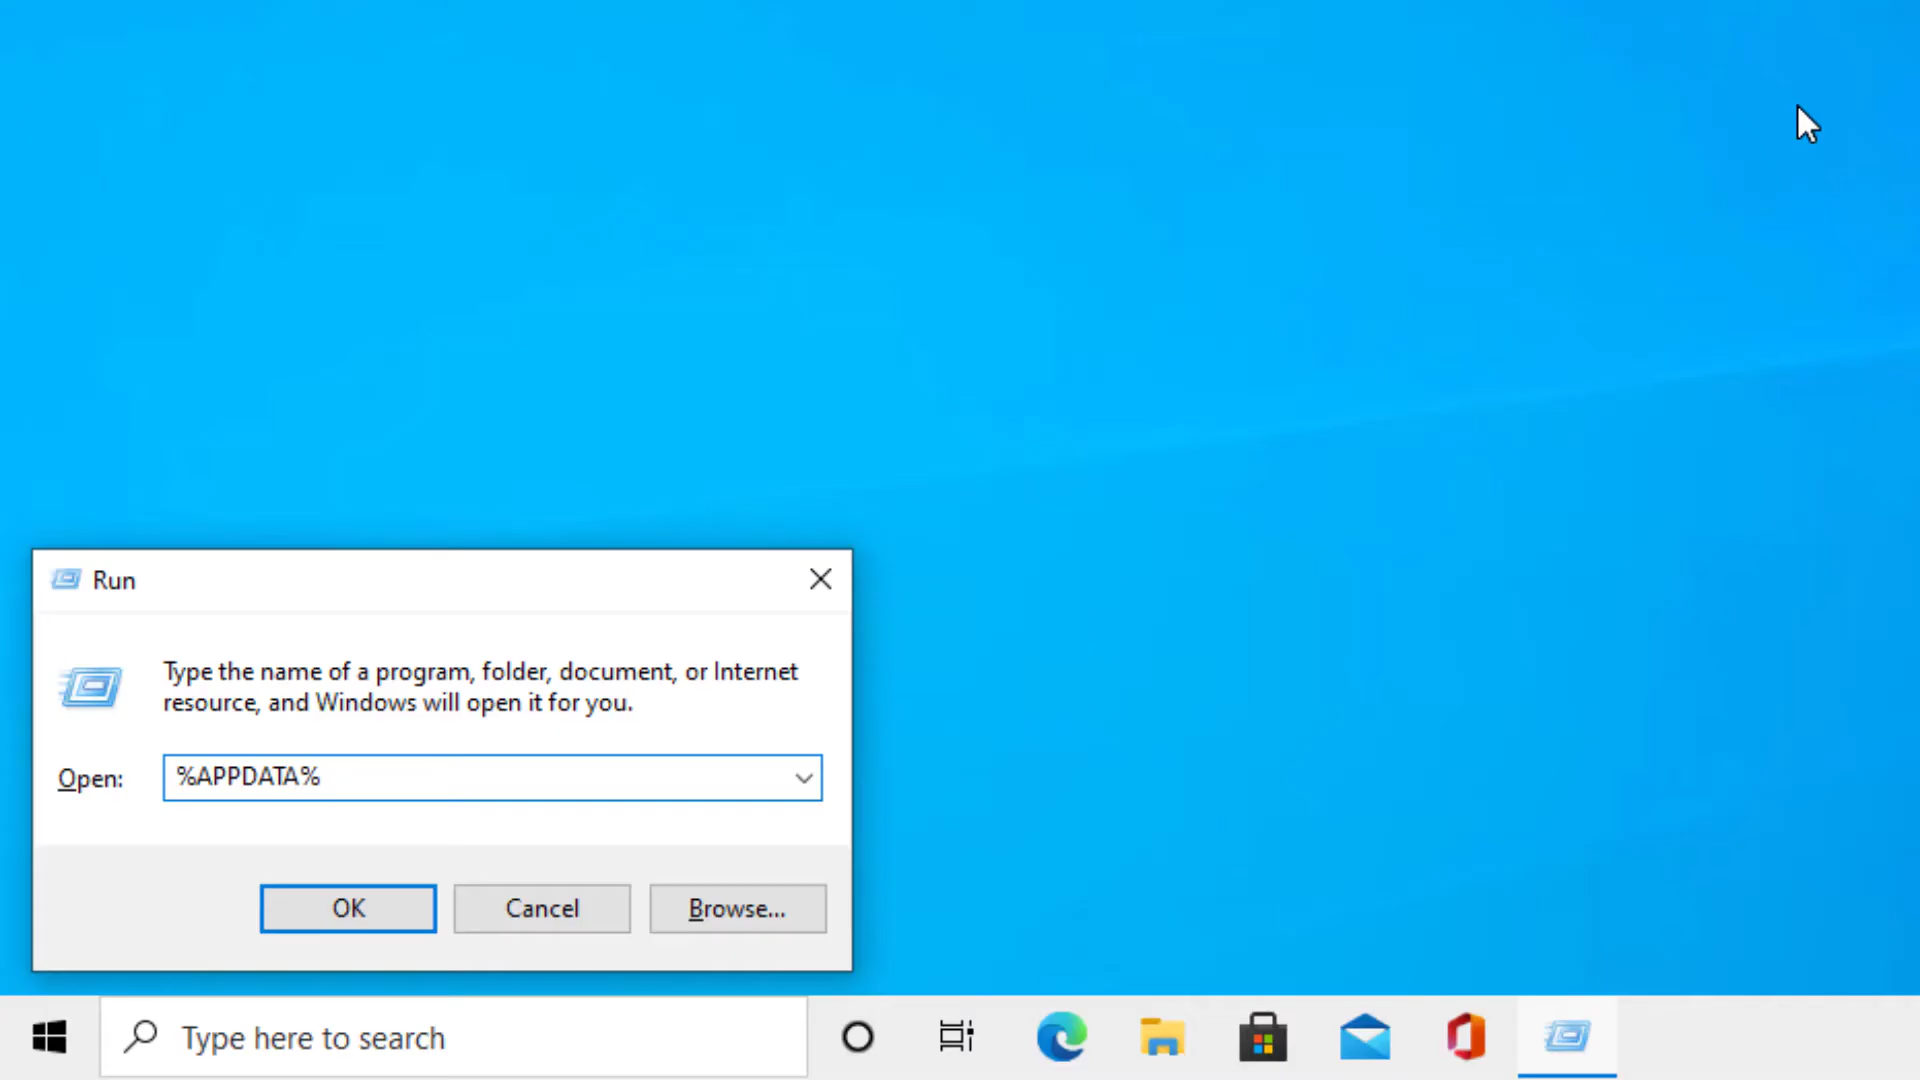 Run
Type the name of a program, folder, document, or Internet
resource, and Windows will open it for you.
Open: %APPDATA%
OK Cancel Browse...
Type here to search